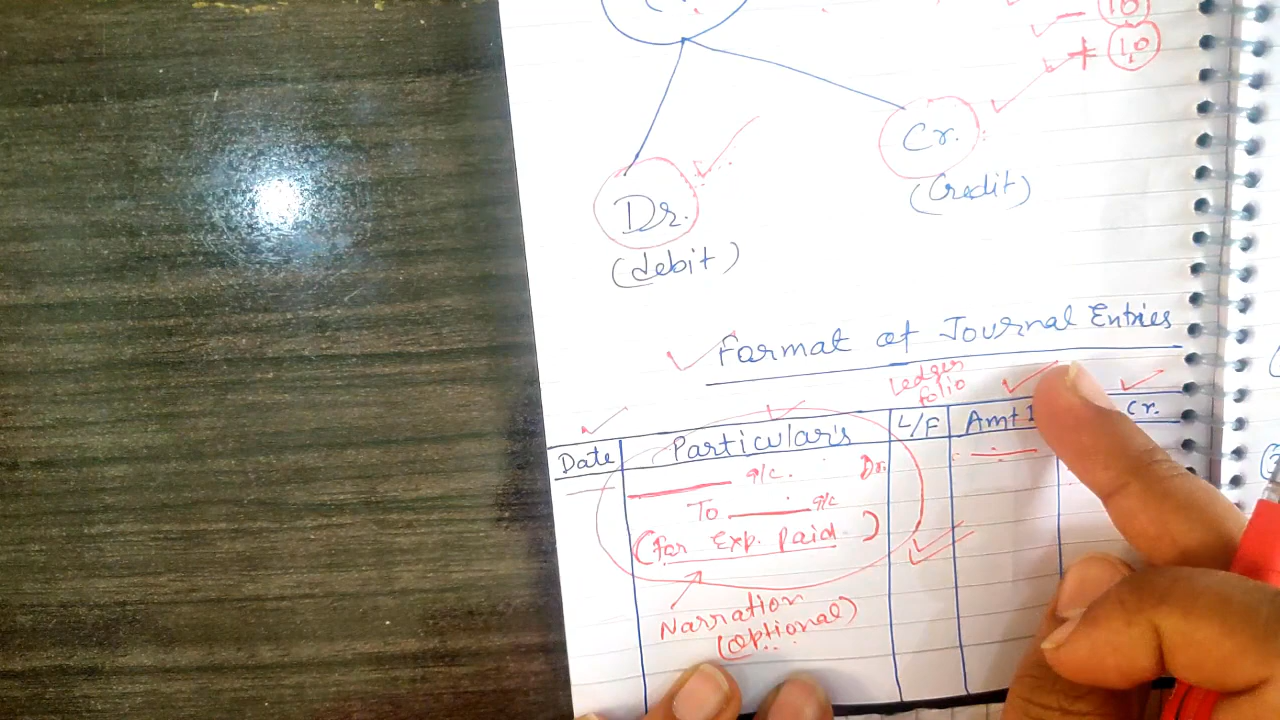 - 10
+ 10
Cr.
(Credit)
Dr.
(debit)
Format of Journal Entries
Ledger
folio
Date Particulars L/F Amt Cr.
a/c. Dr.
To a/c
(For Exp. Paid.)
Narration
(optional)